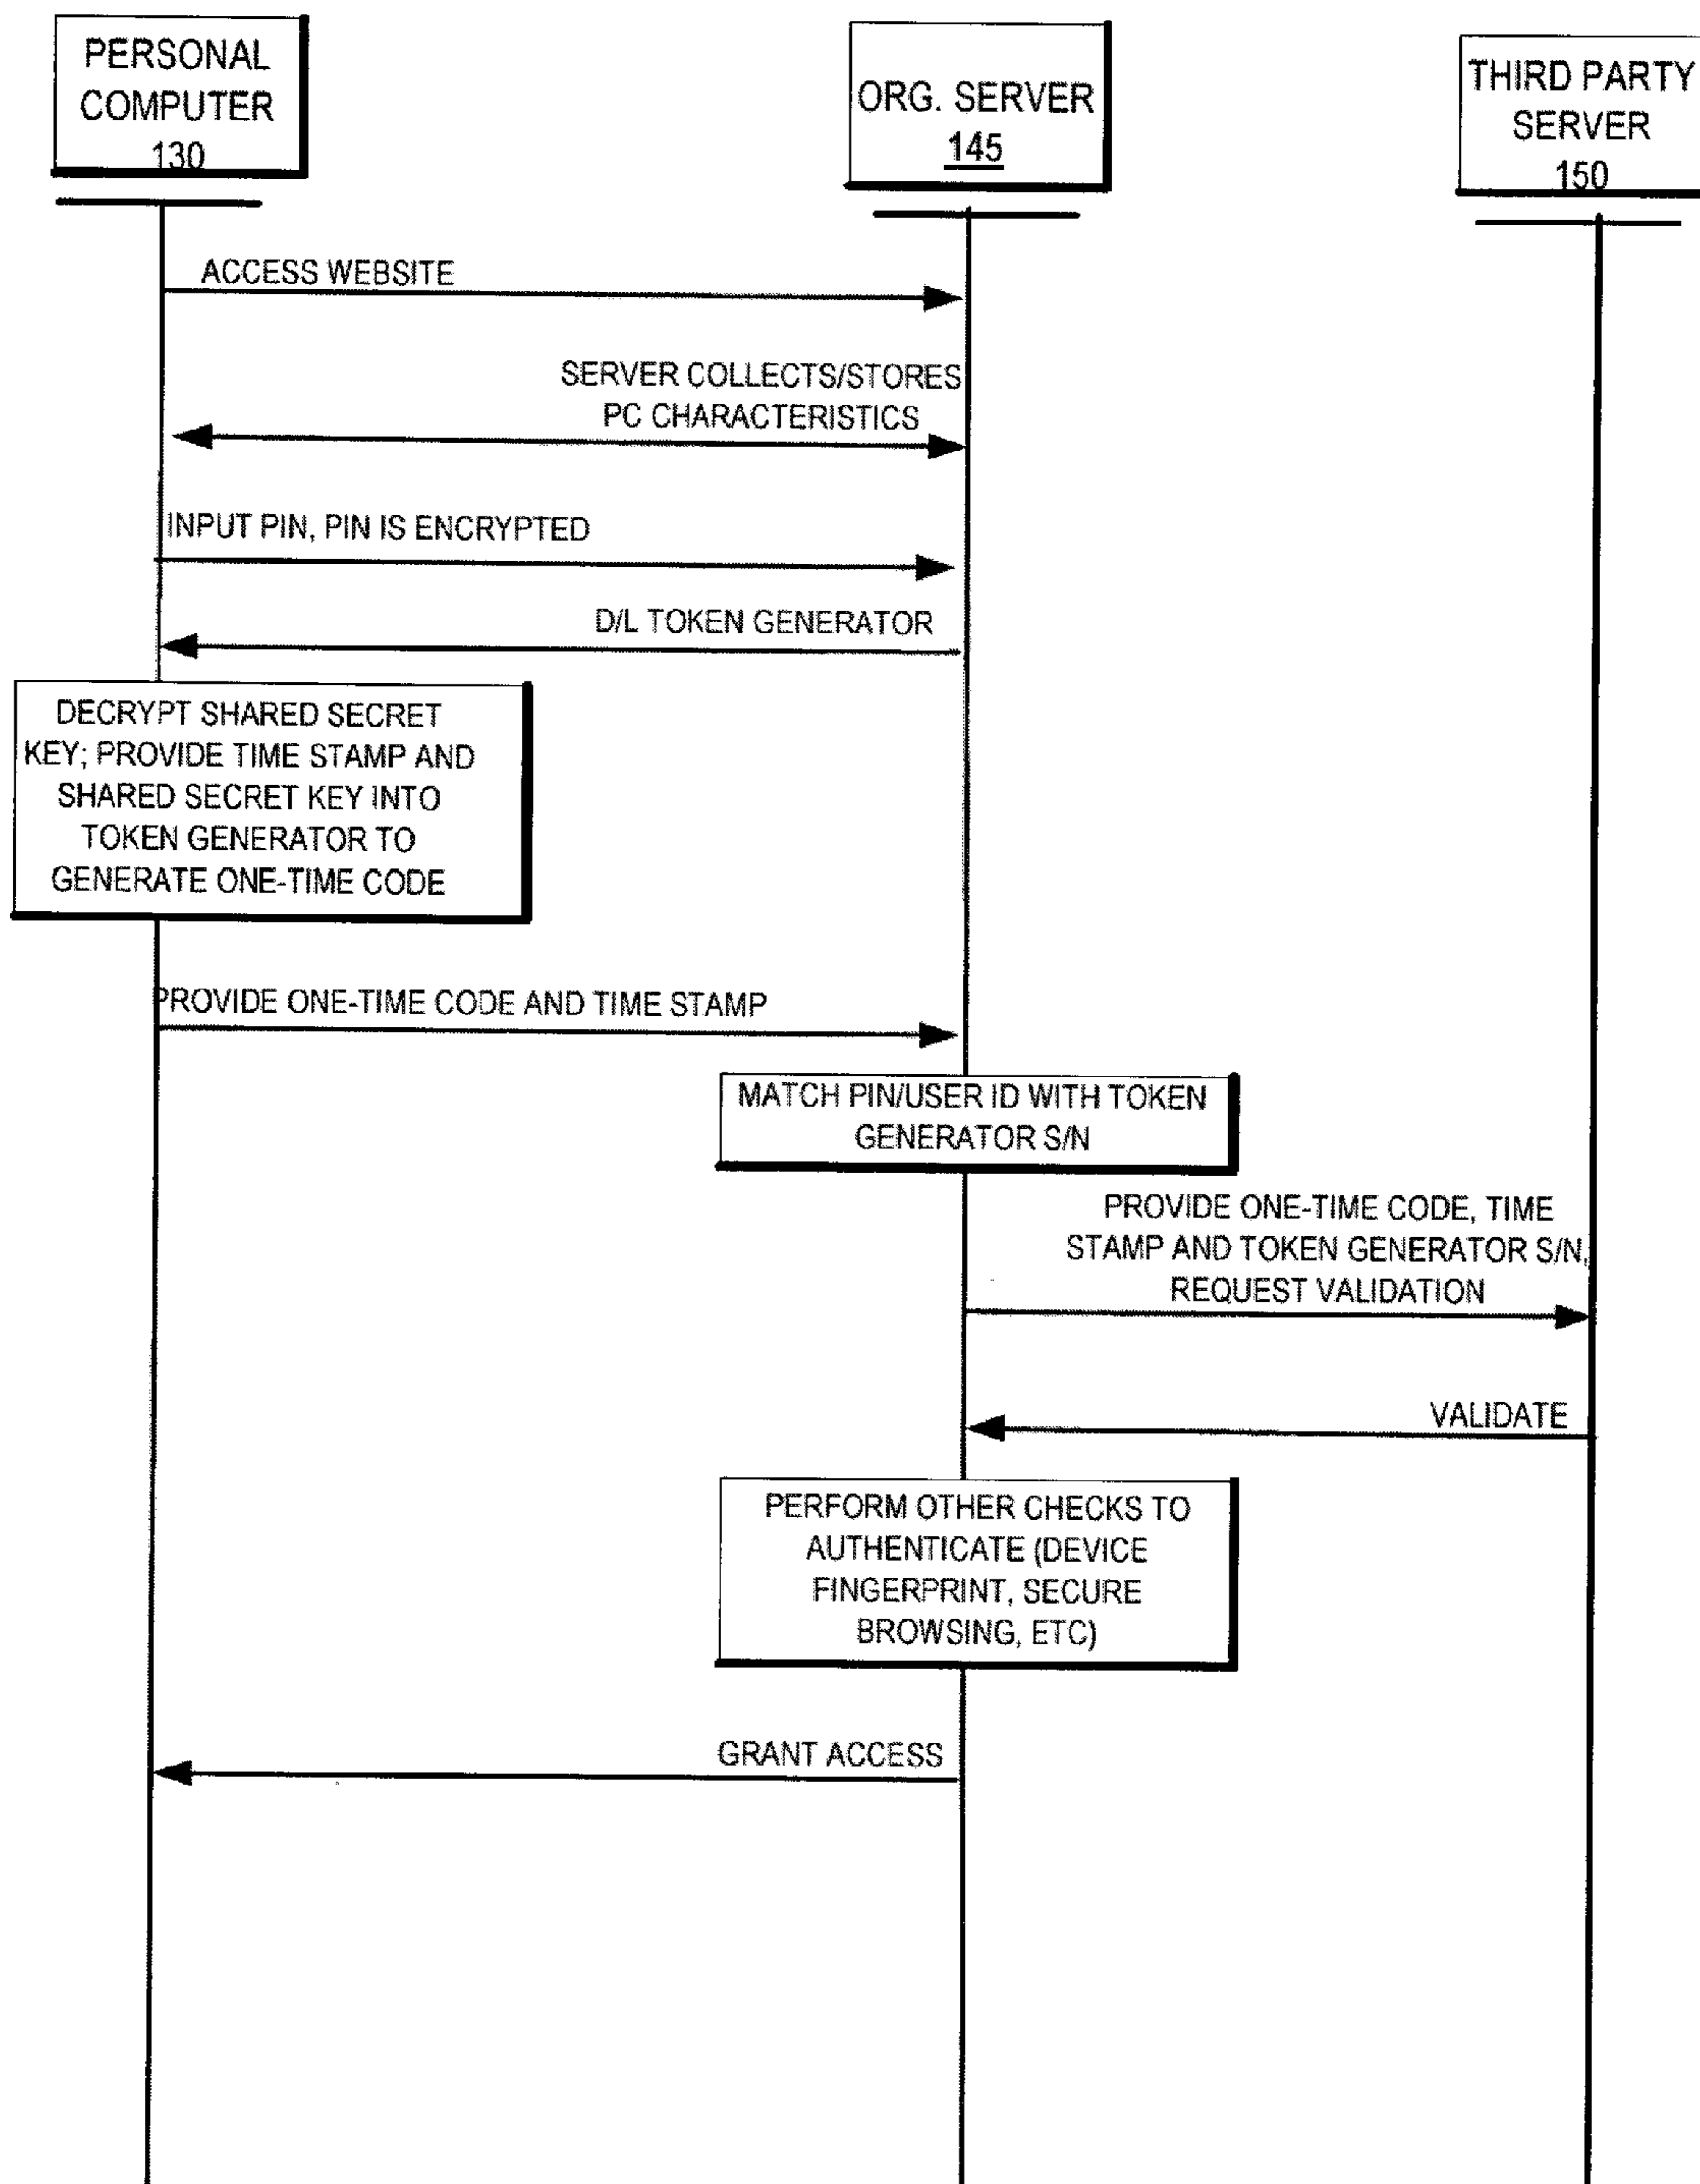 PERSONAL
COMPUTER
130
ORG. SERVER
145
THIRD PARTY
SERVER
150
ACCESS WEBSITE
SERVER COLLECTS/STORES
PC CHARACTERISTICS
INPUT PIN, PIN IS ENCRYPTED
D/L TOKEN GENERATOR
DECRYPT SHARED SECRET
KEY; PROVIDE TIME STAMP AND
SHARED SECRET KEY INTO
TOKEN GENERATOR TO
GENERATE ONE-TIME CODE
PROVIDE ONE-TIME CODE AND TIME STAMP
MATCH PIN/USER ID WITH TOKEN
GENERATOR S/N
PROVIDE ONE-TIME CODE, TIME
STAMP AND TOKEN GENERATOR S/N,
REQUEST VALIDATION
VALIDATE
PERFORM OTHER CHECKS TO
AUTHENTICATE (DEVICE
FINGERPRINT, SECURE
BROWSING, ETC)
GRANT ACCESS